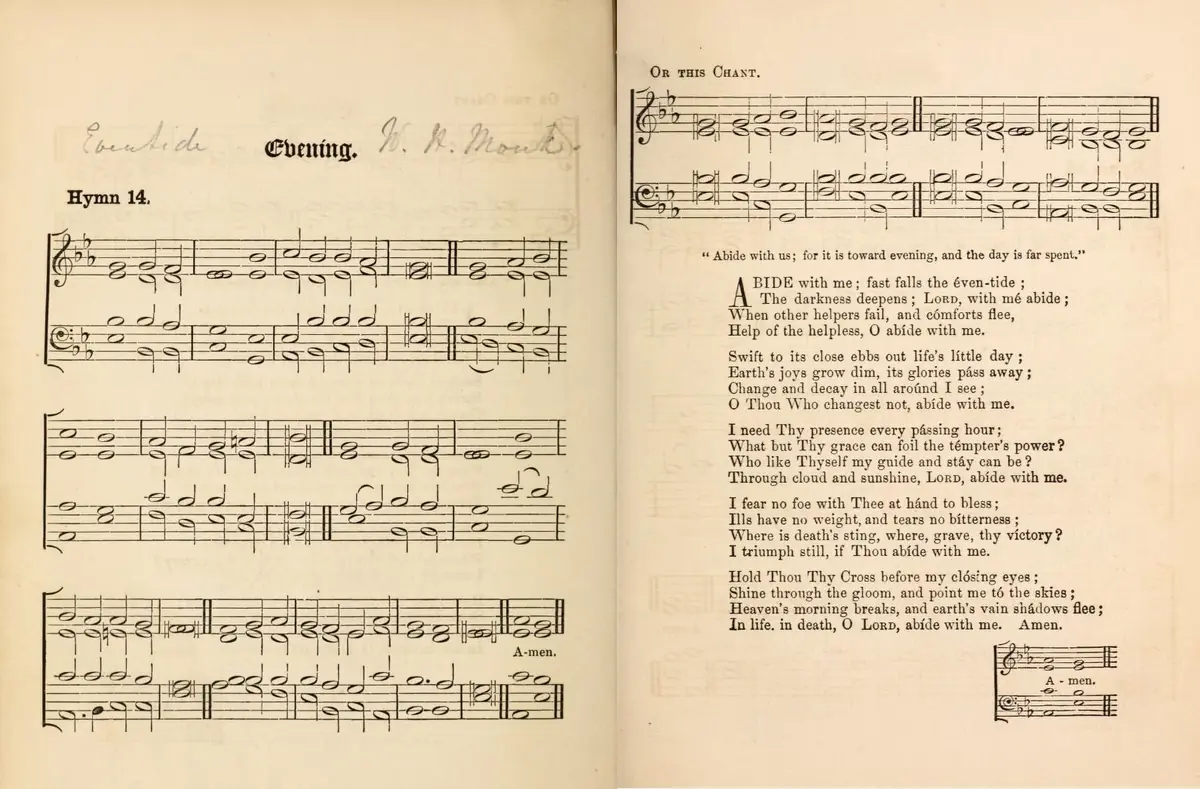 Eventide Evening. W. H. Monk.
Hymn 14.
A-men.
OR THIS CHANT.
“ Abide with us; for it is toward evening, and the day is far spent.”
ABIDE with me ; fast falls the éven-tide ;
The darkness deepens ; LORD, with mé abide ;
When other helpers fail, and cómforts flee,
Help of the helpless, O abíde with me.
Swift to its close ebbs out life's líttle day ;
Earth's joys grow dim, its glories páss away ;
Change and decay in all aroúnd I see ;
O Thou Who changest not, abíde with me.
I need Thy presence every pássing hour ;
What but Thy grace can foil the témpter's power ?
Who like Thyself my guide and stáy can be ?
Through cloud and sunshine, LORD, abíde with me.
I fear no foe with Thee at hánd to bless ;
Ills have no weight, and tears no bítterness ;
Where is death's sting, where, grave, thy víctory ?
I triumph still, if Thou abíde with me.
Hold Thou Thy Cross before my clósing eyes ;
Shine through the gloom, and point me tó the skies ;
Heaven's morning breaks, and earth's vain shádows flee ;
In life. in death, O LORD, abíde with me. Amen.
A - men.